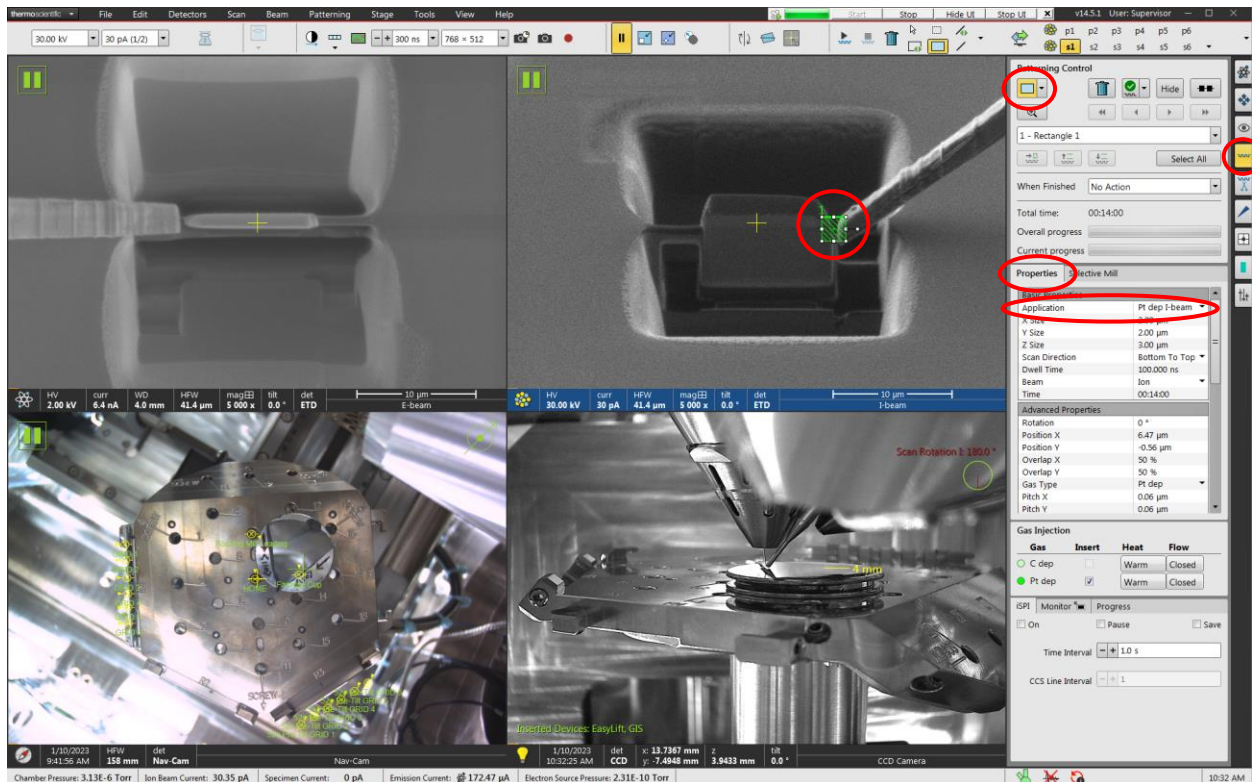 thermoscientific File Edit Detectors Scan Beam Patterning Stage Tools View Help Start Stop Hide UI Stop UI X v14.5.1 User: Supervisor
30.00 kV 30 pA (1/2) 300 ns 768 × 512 p1 p2 p3 p4 p5 p6
s1 s2 s3 s4 s5 s6
Patterning Control
Hide
1 - Rectangle 1
Select All
When Finished No Action
Total time: 00:14:00
Overall progress
Current progress
Properties Selective Mill
Basic Properties
Application Pt dep I-beam
X Size 2.00 µm
Y Size 2.00 µm
Z Size 3.00 µm
Scan Direction Bottom To Top
Dwell Time 100.000 ns
Beam Ion
Time 00:14:00
Advanced Properties
Rotation 0 °
Position X 6.47 µm
Position Y -0.56 µm
Overlap X 50 %
Overlap Y 50 %
Gas Type Pt dep
Pitch X 0.06 µm
Pitch Y 0.06 µm
Gas Injection
Gas Insert Heat Flow
C dep Warm Closed
Pt dep Warm Closed
iSPI Monitor Progress
On Pause Save
Time Interval 1.0 s
CCS Line Interval 1
HV curr WD HFW mag tilt det 10 µm
2.00 kV 6.4 nA 4.0 mm 41.4 µm 5 000 x 0.0 ° ETD E-beam
HV curr HFW mag tilt det 10 µm
30.00 kV 30 pA 41.4 µm 5 000 x 0.0 ° ETD I-beam
HOME
SCREW
GRID 4
GRID 1
1/10/2023 HFW det
9:41:56 AM 158 mm Nav-Cam Nav-Cam
Scan Rotation I: 180.0 °
4 mm
Inserted Devices: EasyLift, GIS
1/10/2023 det x: 13.7367 mm z tilt
10:32:25 AM CCD y: -7.4948 mm 3.9433 mm 0.0 ° CCD Camera
Chamber Pressure: 3.13E-6 Torr Ion Beam Current: 30.35 pA Specimen Current: 0 pA Emission Current: 172.47 µA Electron Source Pressure: 2.31E-10 Torr 10:32 AM